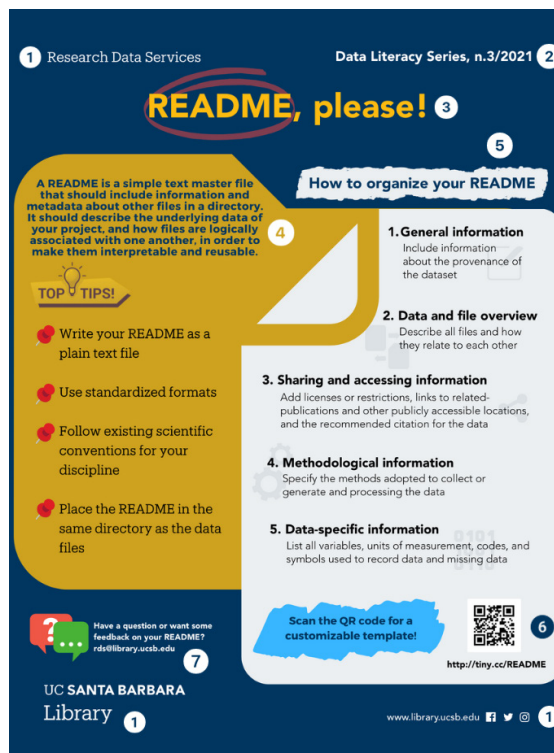 1 Research Data Services
Data Literacy Series, n.3/2021 2
README, please! 3
5
A README is a simple text master file
that should include information and
metadata about other files in a directory.
It should describe the underlying data of
your project, and how files are logically
associated with one another, in order to
make them interpretable and reusable.
4
TOP TIPS!
Write your README as a
plain text file
Use standardized formats
Follow existing scientific
conventions for your
discipline
Place the README in the
same directory as the data
files
How to organize your README
1. General information
Include information
about the provenance of
the dataset
2. Data and file overview
Describe all files and how
they relate to each other
3. Sharing and accessing information
Add licenses or restrictions, links to related-
publications and other publicly accessible locations,
and the recommended citation for the data
4. Methodological information
Specify the methods adopted to collect or
generate and processing the data
5. Data-specific information
List all variables, units of measurement, codes, and
symbols used to record data and missing data
Scan the QR code for a
customizable template!
6
http://tiny.cc/README
?
...
Have a question or want some
feedback on your README?
rds@library.ucsb.edu
7
UC SANTA BARBARA
Library 1
www.library.ucsb.edu 1